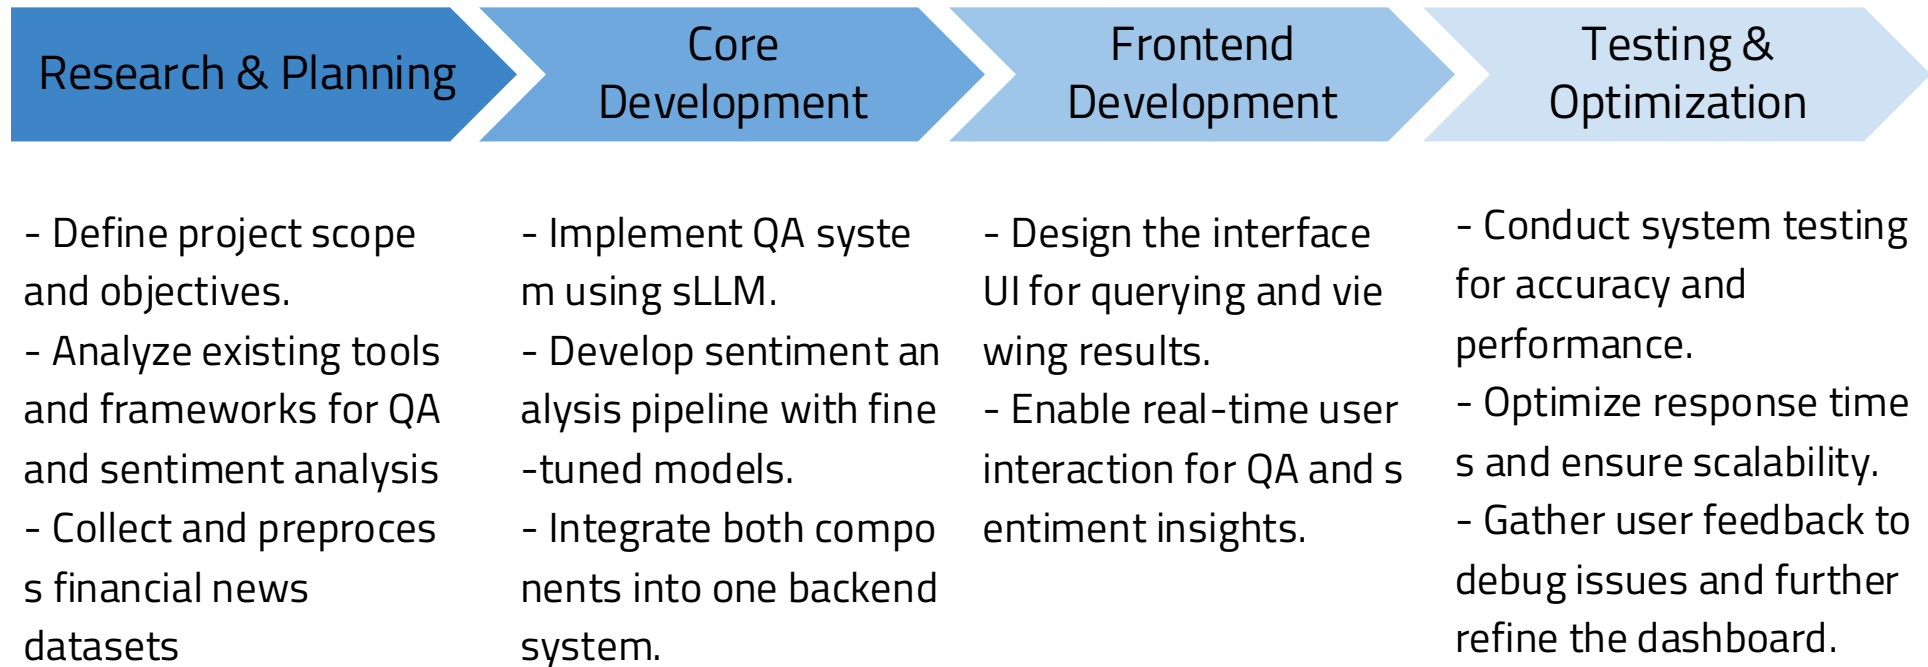 Research & Planning
Core
Development
Frontend
Development
Testing &
Optimization
- Define project scope
and objectives.
- Analyze existing tools
and frameworks for QA
and sentiment analysis
- Collect and preproces
s financial news
datasets
- Implement QA syste
m using sLLM.
- Develop sentiment an
alysis pipeline with fine
-tuned models.
- Integrate both compo
nents into one backend
system.
- Design the interface
UI for querying and vie
wing results.
- Enable real-time user
interaction for QA and s
entiment insights.
- Conduct system testing
for accuracy and
performance.
- Optimize response time
s and ensure scalability.
- Gather user feedback to
debug issues and further
refine the dashboard.